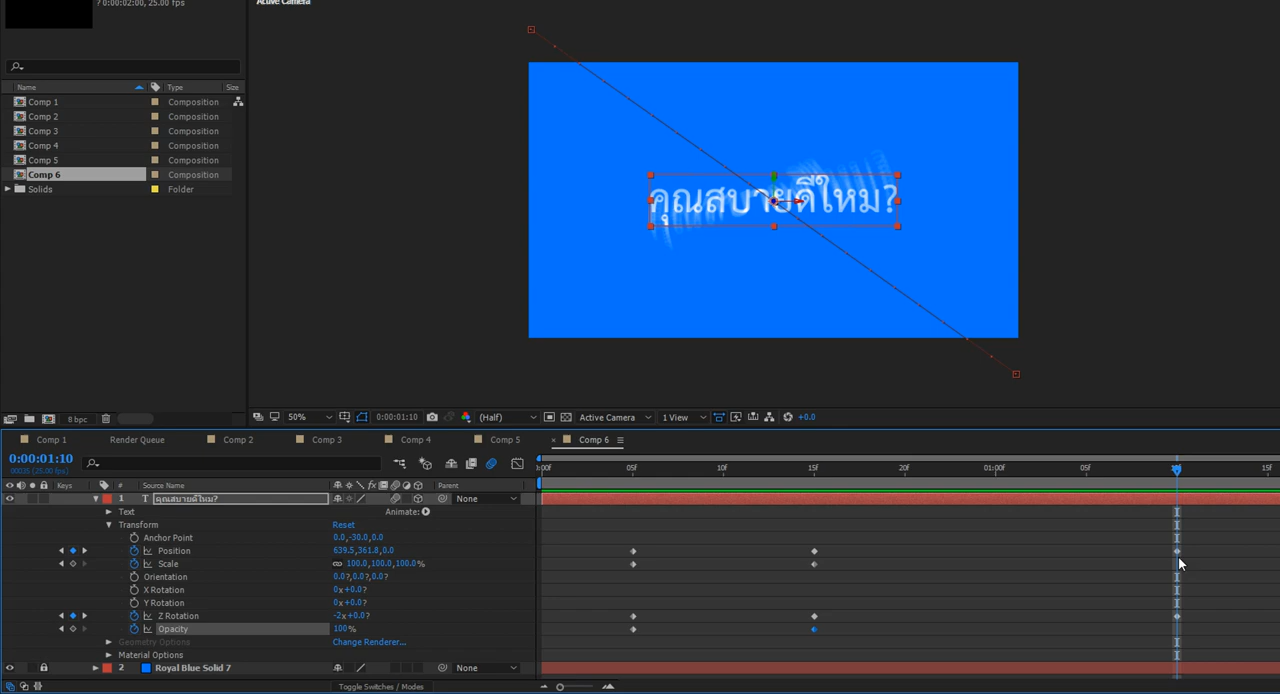 ? 0:00:02:00, 25.00 fps
Active Camera
Name Type Size
Comp 1 Composition
Comp 2 Composition
Comp 3 Composition
Comp 4 Composition
Comp 5 Composition
Comp 6 Composition
Solids Folder
คุณสบายดีไหม?
8 bpc 50% 0:00:01:10 (Half) Active Camera 1 View +0.0
Comp 1 Render Queue Comp 2 Comp 3 Comp 4 Comp 5 × Comp 6
0:00:01:10
00035 (25.00 fps)
:00f 05f 10f 15f 20f 01:00f 05f 15f
Keys # Source Name Parent
1 T คุณสบายดีไหม? None
Text Animate:
Transform Reset
Anchor Point 0.0,-30.0,0.0
Position 639.5,361.8,0.0
Scale 100.0,100.0,100.0%
Orientation 0.0?,0.0?,0.0?
X Rotation 0x+0.0?
Y Rotation 0x+0.0?
Z Rotation -2x+0.0?
Opacity 100%
Geometry Options Change Renderer...
Material Options
2 Royal Blue Solid 7 None
Toggle Switches / Modes